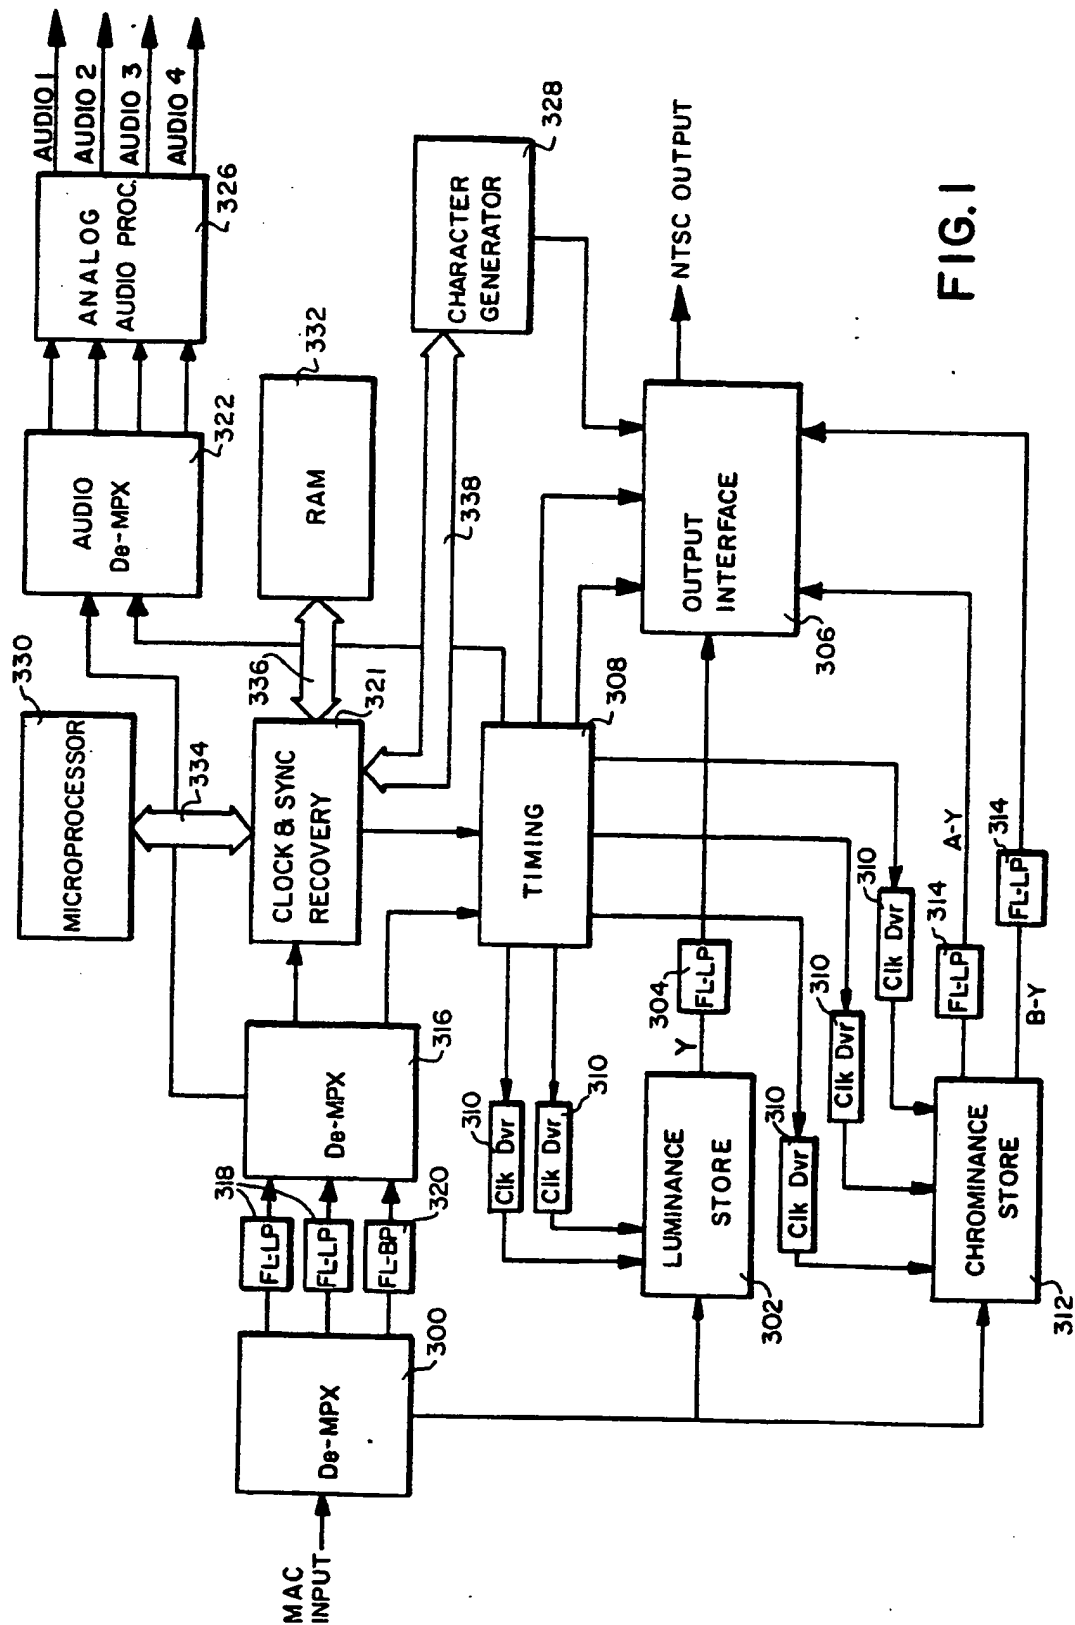 MAC
INPUT
De-MPX
300
FL-LP
FL-LP
318
FL-BP
320
De-MPX
316
MICROPROCESSOR
330
334
CLOCK & SYNC
RECOVERY
321
336
RAM
332
AUDIO
De-MPX
322
ANALOG
AUDIO PROC.
326
AUDIO 1
AUDIO 2
AUDIO 3
AUDIO 4
338
CHARACTER
GENERATOR
328
TIMING
308
Clk Dvr
310
Clk Dvr
310
LUMINANCE
STORE
302
Y
FL-LP
304
OUTPUT
INTERFACE
306
NTSC OUTPUT
Clk Dvr
310
Clk Dvr
310
Clk Dvr
310
CHROMINANCE
STORE
312
FL-LP
314
A-Y
B-Y
FL-LP
314
FIG. 1